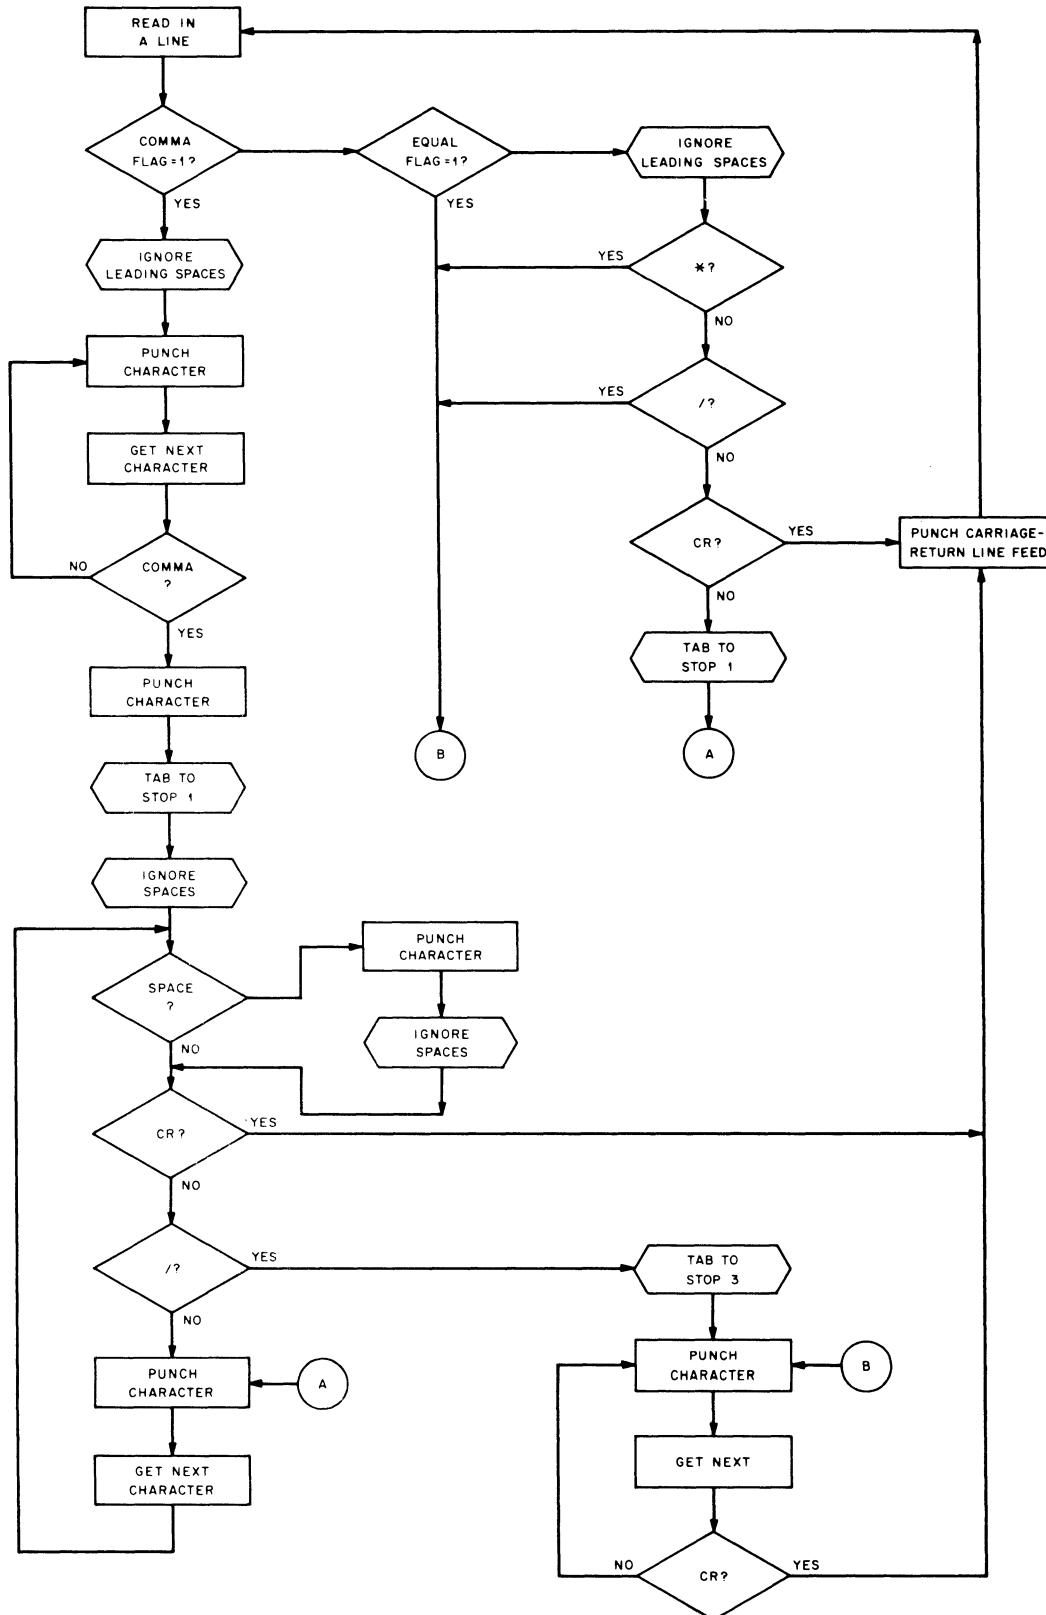 READ IN
A LINE
COMMA
FLAG=1?
YES
EQUAL
FLAG=1?
YES
IGNORE
LEADING SPACES
*?
YES
NO
/?
YES
NO
CR?
YES
NO
PUNCH CARRIAGE-
RETURN LINE FEED
TAB TO
STOP 1
B
A
IGNORE
LEADING SPACES
PUNCH
CHARACTER
GET NEXT
CHARACTER
COMMA
?
NO
YES
PUNCH
CHARACTER
TAB TO
STOP 1
IGNORE
SPACES
SPACE
?
NO
PUNCH
CHARACTER
IGNORE
SPACES
CR?
YES
NO
/?
YES
NO
TAB TO
STOP 3
PUNCH
CHARACTER
A
GET NEXT
CHARACTER
PUNCH
CHARACTER
B
GET NEXT
CR?
NO
YES